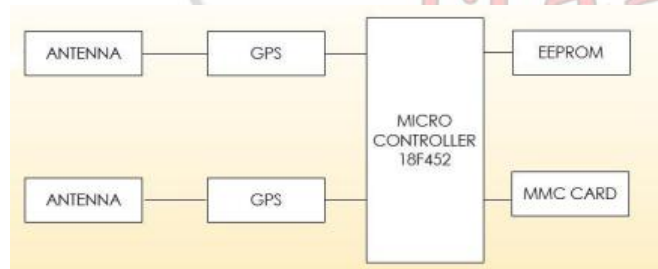 ANTENNA
GPS
EEPROM
MICRO
CONTROLLER
18F452
ANTENNA
GPS
MMC CARD